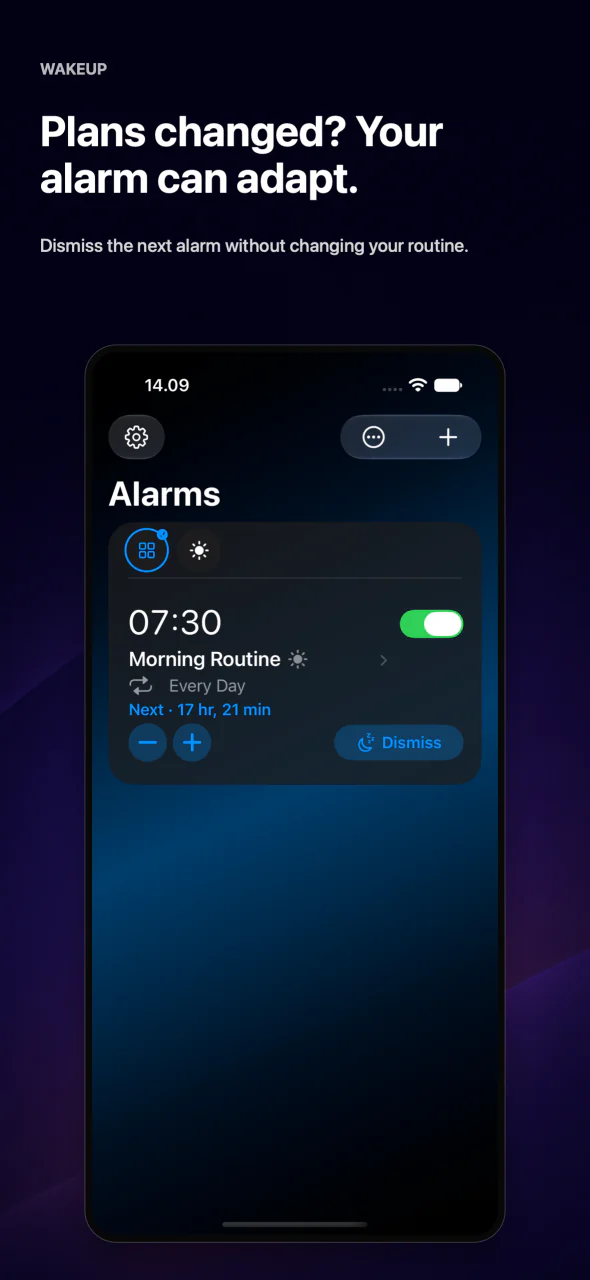 WAKEUP
Plans changed? Your
alarm can adapt.
Dismiss the next alarm without changing your routine.
14.09
Alarms
07:30
Morning Routine
Every Day
Next · 17 hr, 21 min
Dismiss